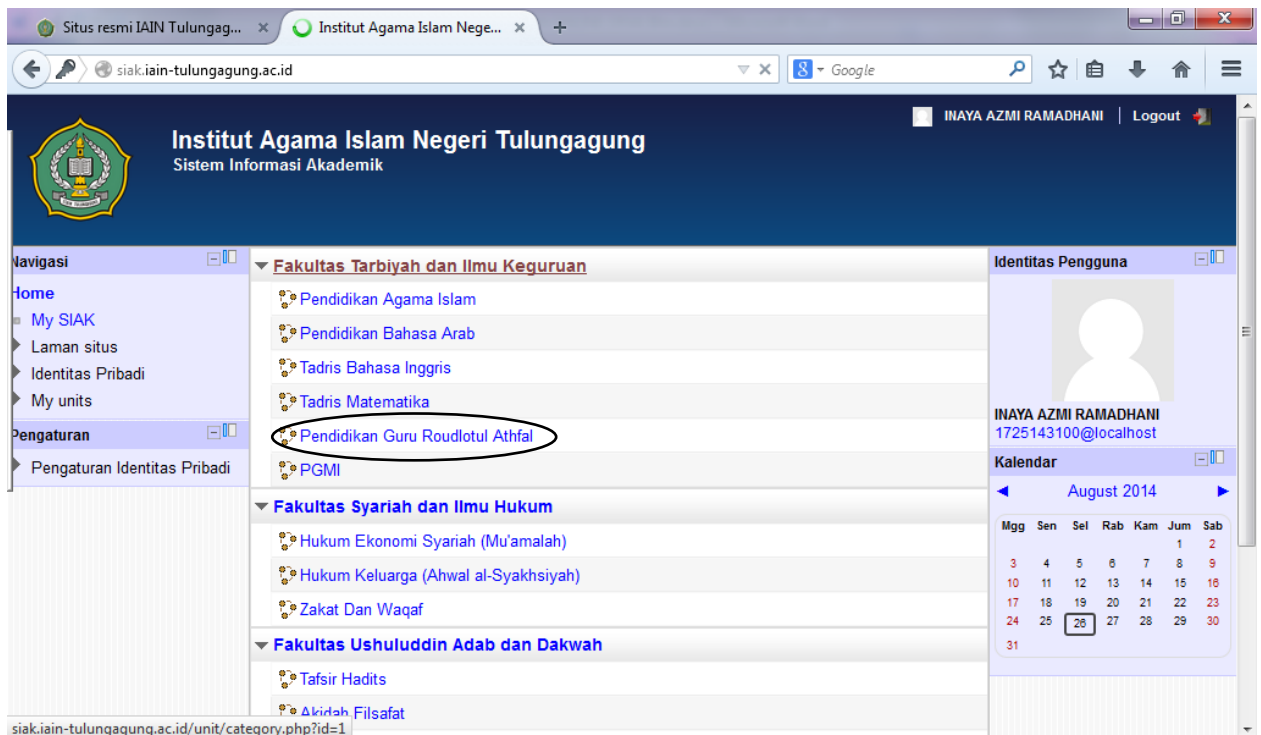 Situs resmi IAIN Tulungag...
Institut Agama Islam Nege...
siak.iain-tulungagung.ac.id
Google
INAYA AZMI RAMADHANI | Logout
Institut Agama Islam Negeri Tulungagung
Sistem Informasi Akademik
Navigasi
Home
My SIAK
Laman situs
Identitas Pribadi
My units
Pengaturan
Pengaturan Identitas Pribadi
Fakultas Tarbiyah dan Ilmu Keguruan
Pendidikan Agama Islam
Pendidikan Bahasa Arab
Tadris Bahasa Inggris
Tadris Matematika
Pendidikan Guru Roudlotul Athfal
PGMI
Fakultas Syariah dan Ilmu Hukum
Hukum Ekonomi Syariah (Mu'amalah)
Hukum Keluarga (Ahwal al-Syakhsiyah)
Zakat Dan Waqaf
Fakultas Ushuluddin Adab dan Dakwah
Tafsir Hadits
Akidah Filsafat
Identitas Pengguna
INAYA AZMI RAMADHANI
1725143100@localhost
Kalendar
August 2014
Mgg Sen Sel Rab Kam Jum Sab
1 2
3 4 5 6 7 8 9
10 11 12 13 14 15 16
17 18 19 20 21 22 23
24 25 26 27 28 29 30
31
siak.iain-tulungagung.ac.id/unit/category.php?id=1